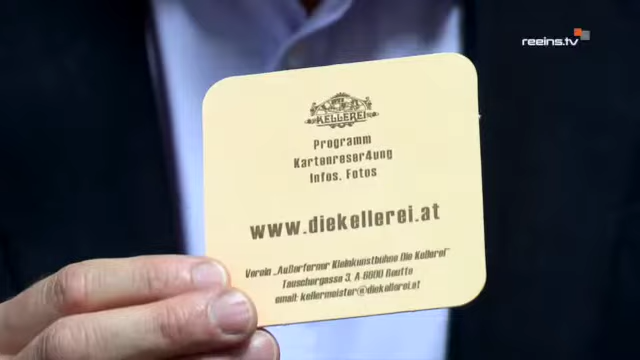 reeins.tv
KELLEREI
Programm
Kartenreser4ung
Infos. Fotos
www.diekellerei.at
Verein „Außerferner Kleinkunstbühne Die Kellerei"
Tauschergasse 3, A-6600 Reutte
email: kellermeister@diekellerei.at